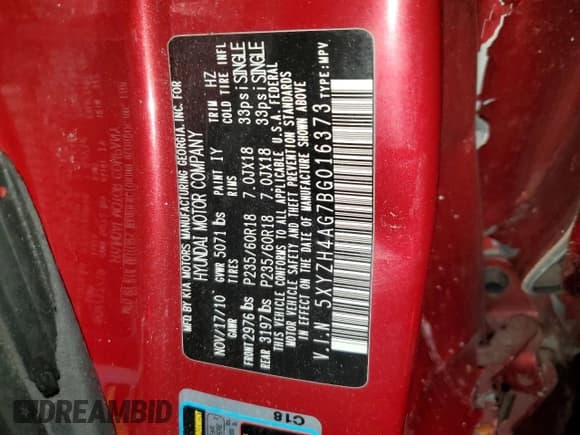 MFD BY KIA MOTORS MANUFACTURING GEORGIA, INC. FOR
HYUNDAI MOTOR COMPANY
NOV/17/10 GVWR 5071 lbs PAINT IY TRIM HZ
GAWR TIRES RIMS COLD TIRE INFL
FRONT 2976 lbs P235/60R18 7.0JX18 33psi SINGLE
REAR 3197 lbs P235/60R18 7.0JX18 33psi SINGLE
THIS VEHICLE CONFORMS TO ALL APPLICABLE U.S.A. FEDERAL
MOTOR VEHICLE SAFETY AND THEFT PREVENTION STANDARDS
IN EFFECT ON THE DATE OF MANUFACTURE SHOWN ABOVE
V.I.N 5XYZH4AG7BG016373 TYPE:MPV
C18
DREAMBID